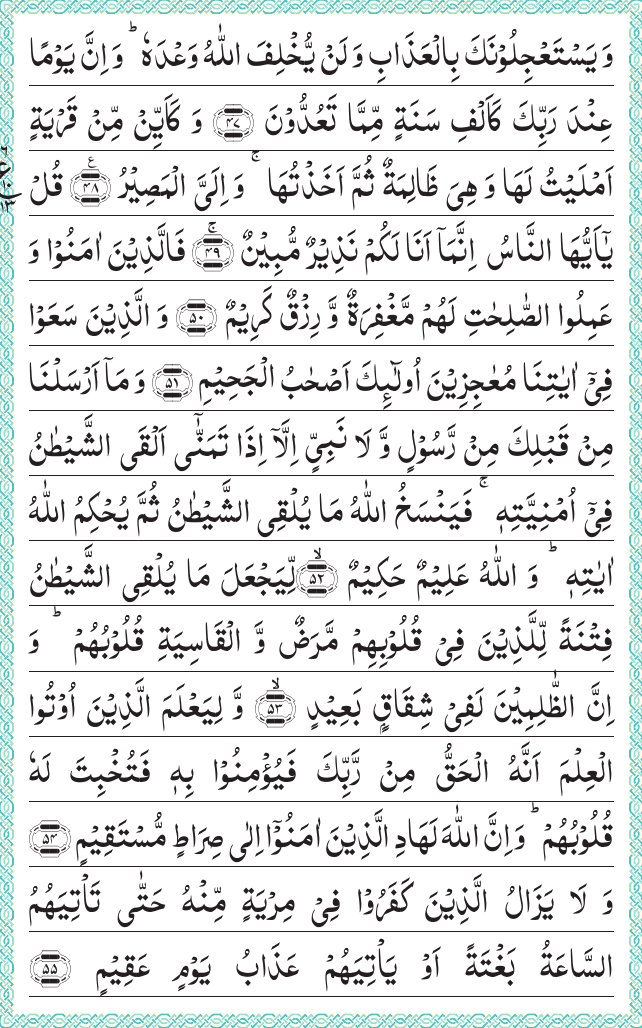 وَ یَسْتَعْجِلُوْنَكَ بِالْعَذَابِ وَ لَنْ یُّخْلِفَ اللّٰهُ وَعْدَهٗ ؕ وَ اِنَّ یَوْمًا
عِنْدَ رَبِّكَ كَاَلْفِ سَنَةٍ مِّمَّا تَعُدُّوْنَ ﴿۴۷﴾ وَ كَاَیِّنْ مِّنْ قَرْیَةٍ
اَمْلَیْتُ لَهَا وَ هِیَ ظَالِمَةٌ ثُمَّ اَخَذْتُهَا ۚ وَ اِلَیَّ الْمَصِیْرُ ﴿۴۸﴾ قُلْ
یٰۤاَیُّهَا النَّاسُ اِنَّمَاۤ اَنَا لَكُمْ نَذِیْرٌ مُّبِیْنٌ ﴿ۚ۴۹﴾ فَالَّذِیْنَ اٰمَنُوْا وَ
عَمِلُوا الصّٰلِحٰتِ لَهُمْ مَّغْفِرَةٌ وَّ رِزْقٌ كَرِیْمٌ ﴿۵۰﴾ وَ الَّذِیْنَ سَعَوْا
فِیْۤ اٰیٰتِنَا مُعٰجِزِیْنَ اُولٰٓىِٕكَ اَصْحٰبُ الْجَحِیْمِ ﴿۵۱﴾ وَ مَاۤ اَرْسَلْنَا
مِنْ قَبْلِكَ مِنْ رَّسُوْلٍ وَّ لَا نَبِیٍّ اِلَّاۤ اِذَا تَمَنّٰۤی اَلْقَی الشَّیْطٰنُ
فِیْۤ اُمْنِیَّتِهٖ ۚ فَیَنْسَخُ اللّٰهُ مَا یُلْقِی الشَّیْطٰنُ ثُمَّ یُحْكِمُ اللّٰهُ
اٰیٰتِهٖ ؕ وَ اللّٰهُ عَلِیْمٌ حَكِیْمٌ ﴿ۙ۵۲﴾ لِّیَجْعَلَ مَا یُلْقِی الشَّیْطٰنُ
فِتْنَةً لِّلَّذِیْنَ فِیْ قُلُوْبِهِمْ مَّرَضٌ وَّ الْقَاسِیَةِ قُلُوْبُهُمْ ؕ وَ
اِنَّ الظّٰلِمِیْنَ لَفِیْ شِقَاقٍۭ بَعِیْدٍ ﴿ۙ۵۳﴾ وَّ لِیَعْلَمَ الَّذِیْنَ اُوْتُوا
الْعِلْمَ اَنَّهُ الْحَقُّ مِنْ رَّبِّكَ فَیُؤْمِنُوْا بِهٖ فَتُخْبِتَ لَهٗ
قُلُوْبُهُمْ ؕ وَ اِنَّ اللّٰهَ لَهَادِ الَّذِیْنَ اٰمَنُوْۤا اِلٰی صِرَاطٍ مُّسْتَقِیْمٍ ﴿۵۴﴾
وَ لَا یَزَالُ الَّذِیْنَ كَفَرُوْا فِیْ مِرْیَةٍ مِّنْهُ حَتّٰی تَاْتِیَهُمُ
السَّاعَةُ بَغْتَةً اَوْ یَاْتِیَهُمْ عَذَابُ یَوْمٍ عَقِیْمٍ ﴿۵۵﴾